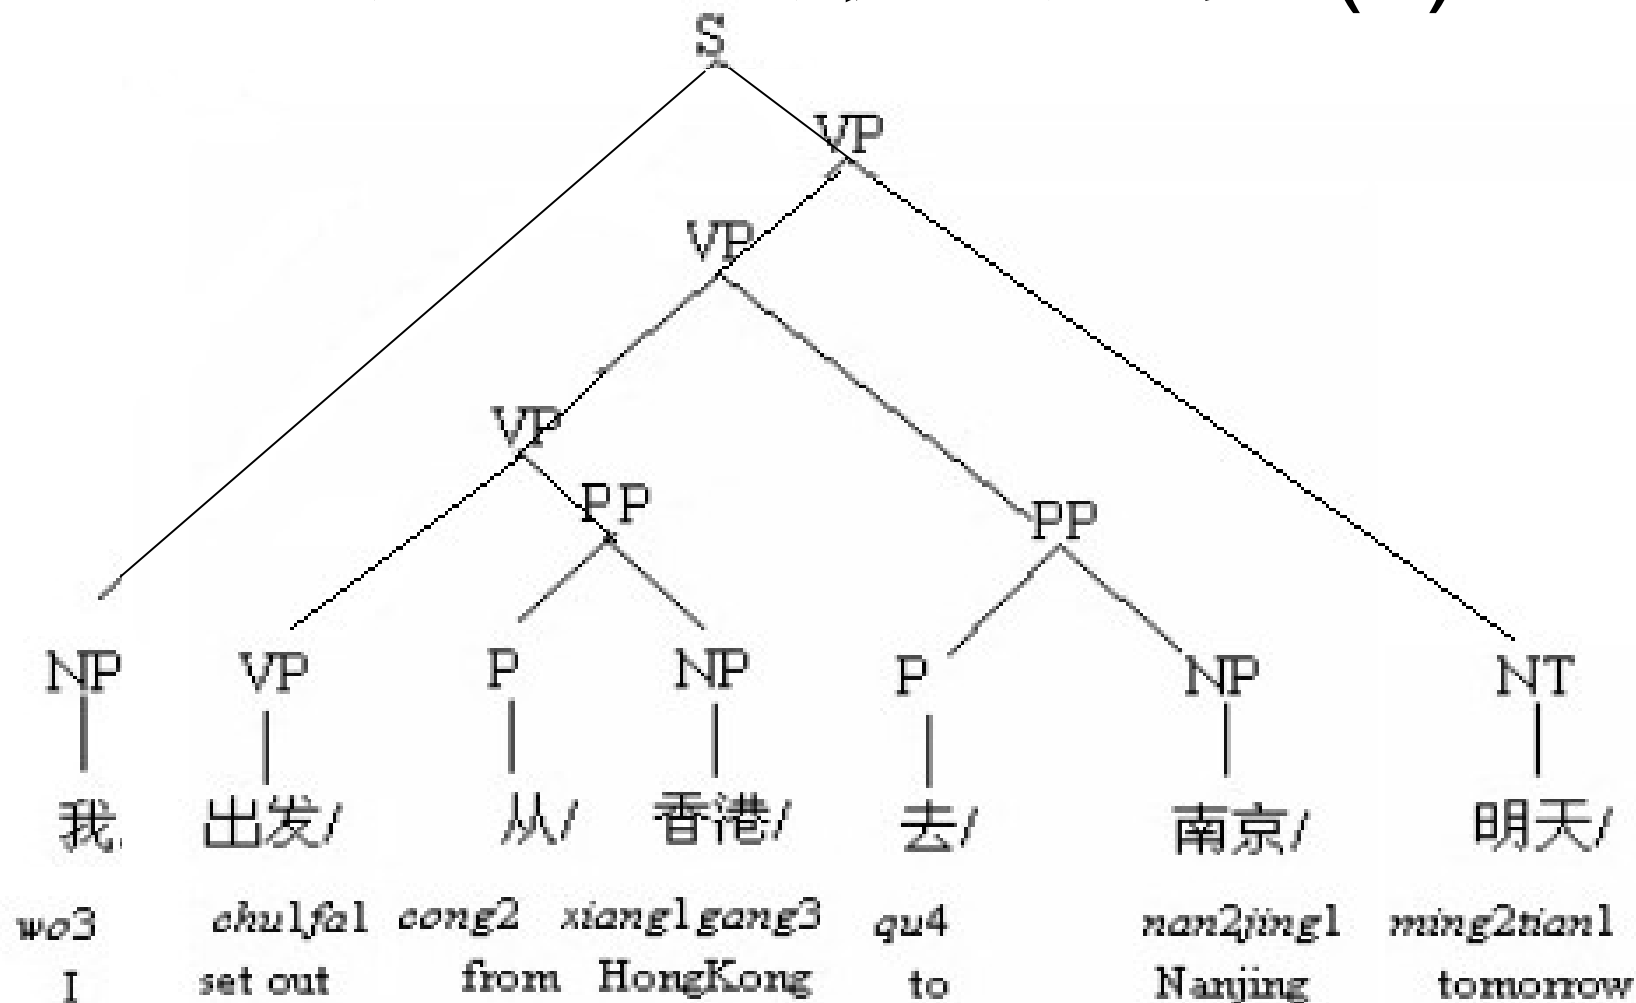 S
VP
VP
VP
PP
PP
NP VP P NP P NP NT
我 出发/ 从/ 香港/ 去/ 南京/ 明天/
wo3 chu1fa1 cong2 xiang1gang3 qu4 nan2jing1 ming2tian1
I set out from HongKong to Nanjing tomorrow